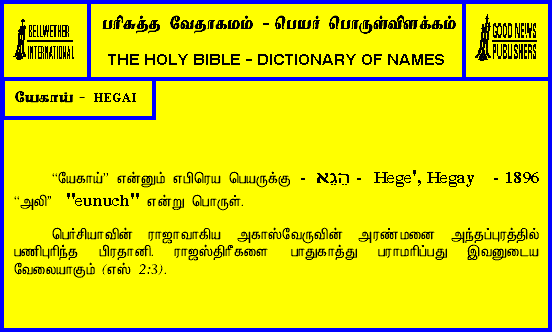 BELLWETHER
INTERNATIONAL
பரிசுத்த வேதாகமம் - பெயர் பொருள்விளக்கம்
THE HOLY BIBLE - DICTIONARY OF NAMES
GOOD NEWS
PUBLISHERS
யேகாய் - HEGAI
“யேகாய்” என்னும் எபிரெய பெயருக்கு - הֵגֶא - Hege', Hegay - 1896
“அலி” "eunuch" என்று பொருள்.
பெர்சியாவின் ராஜாவாகிய அகாஸ்வேருவின் அரண்மனை அந்தப்புரத்தில்
பணிபுரிந்த பிரதானி. ராஜஸ்திரீகளை பாதுகாத்து பராமரிப்பது இவனுடைய
வேலையாகும் (எஸ் 2:3).